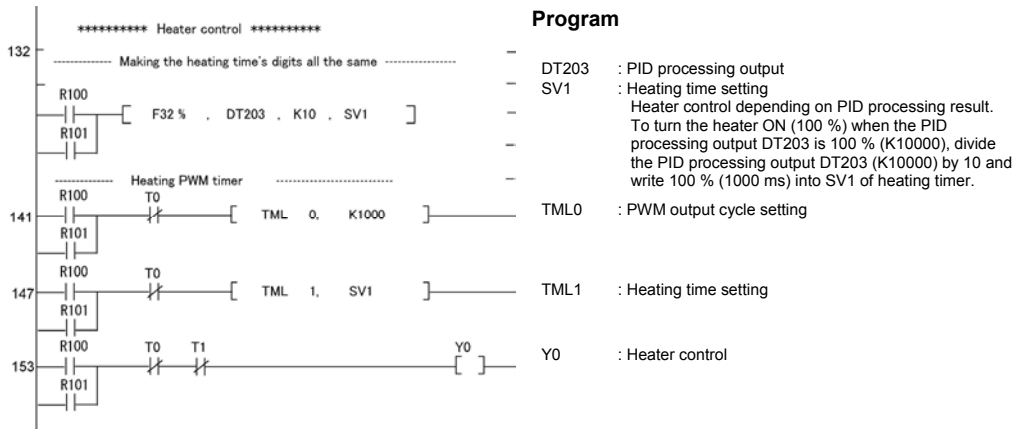 ********** Heater control **********
132
------------ Making the heating time's digits all the same ------------
R100
F32 % , DT203 , K10 , SV1
R101
------------ Heating PWM timer ------------
R100 T0
141
TML 0, K1000
R101
R100 T0
147
TML 1, SV1
R101
R100 T0 T1 Y0
153
R101
Program
DT203 : PID processing output
SV1 : Heating time setting
Heater control depending on PID processing result.
To turn the heater ON (100 %) when the PID
processing output DT203 is 100 % (K10000), divide
the PID processing output DT203 (K10000) by 10 and
write 100 % (1000 ms) into SV1 of heating timer.
TML0 : PWM output cycle setting
TML1 : Heating time setting
Y0 : Heater control